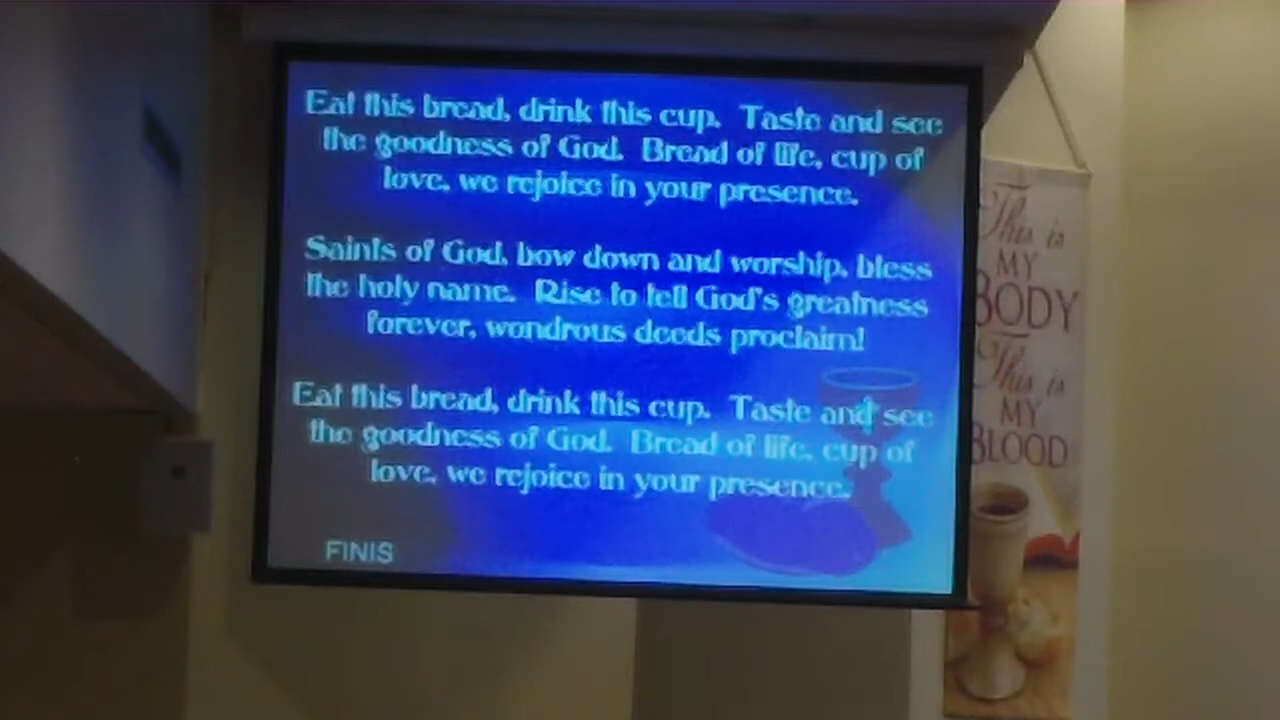 Eat this bread, drink this cup. Taste and see
the goodness of God. Bread of life, cup of
love, we rejoice in your presence.
Saints of God, bow down and worship, bless
the holy name. Rise to tell God's greatness
forever, wondrous deeds proclaim!
Eat this bread, drink this cup. Taste and see
the goodness of God. Bread of life, cup of
love, we rejoice in your presence.
FINIS
This is
MY
BODY
This is
MY
BLOOD